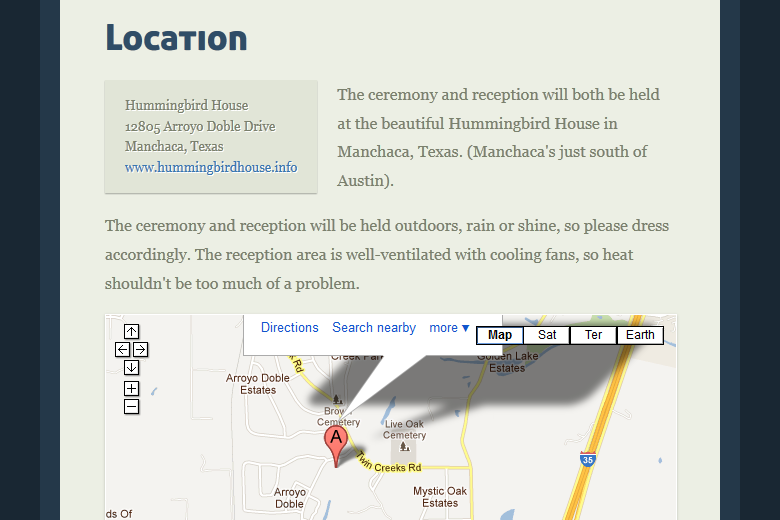 Location
Hummingbird House
12805 Arroyo Doble Drive
Manchaca, Texas
www.hummingbirdhouse.info
The ceremony and reception will both be held
at the beautiful Hummingbird House in
Manchaca, Texas. (Manchaca's just south of
Austin).
The ceremony and reception will be held outdoors, rain or shine, so please dress
accordingly. The reception area is well-ventilated with cooling fans, so heat
shouldn't be too much of a problem.
Directions Search nearby more ▼
Map Sat Ter Earth
Rd
Creek Park
Golden Lake
Estates
Arroyo Doble
Estates
Brown
Cemetery
Live Oak
Cemetery
A
Twin Creeks Rd
35
Arroyo
Doble
Mystic Oak
Estates
ds Of